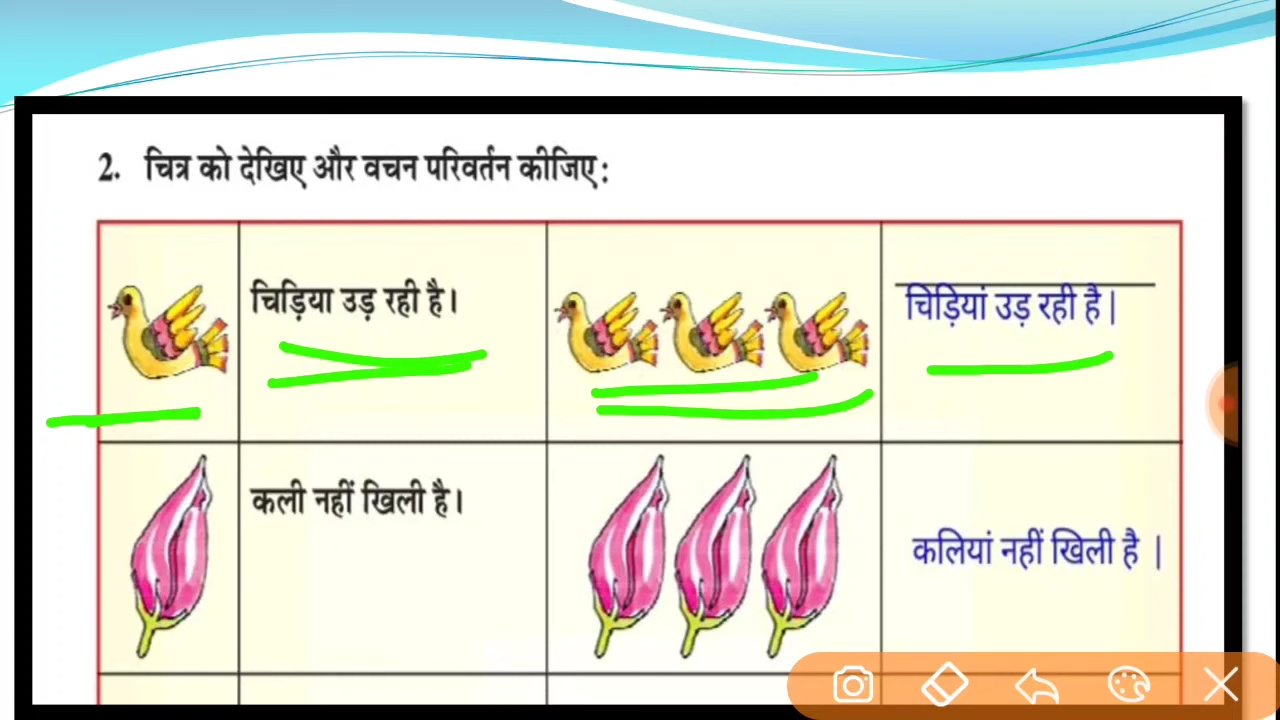 2. चित्र को देखिए और वचन परिवर्तन कीजिए:
चिड़िया उड़ रही है।
चिड़ियां उड़ रही है|
कली नहीं खिली है।
कलियां नहीं खिली है |